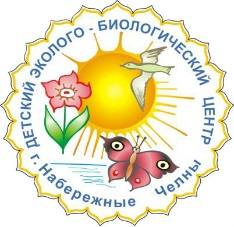 ДЕТСКИЙ ЭКОЛОГО - БИОЛОГИЧЕСКИЙ ЦЕНТР
г. Набережные Челны